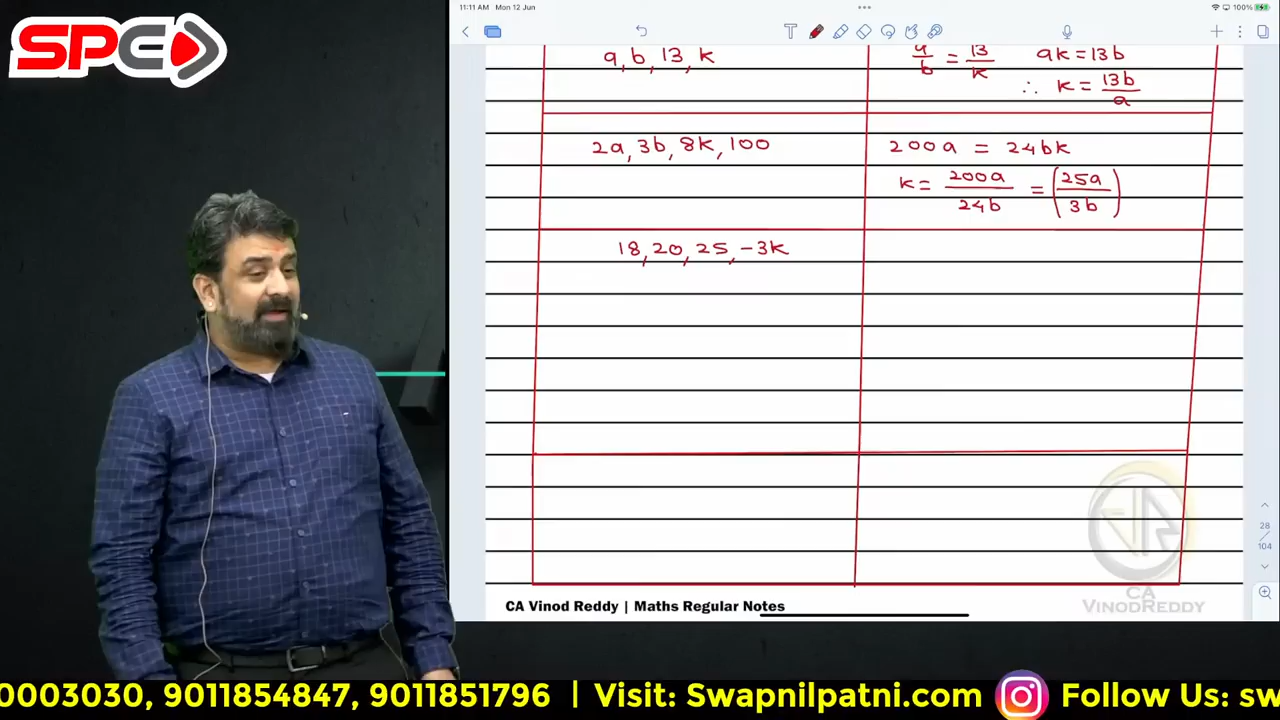 SPC
11:11 AM Mon 12 Jun
100%
a, b, 13, k
a/b = 13/k ak = 13b
∴ k = 13b/a
2a, 3b, 8k, 100
200a = 24bk
k = 200a/24b = (25a/3b)
18, 20, 25, -3k
28
104
CA
VINODREDDY
CA Vinod Reddy | Maths Regular Notes
0003030, 9011854847, 9011851796 | Visit: Swapnilpatni.com Follow Us: sw